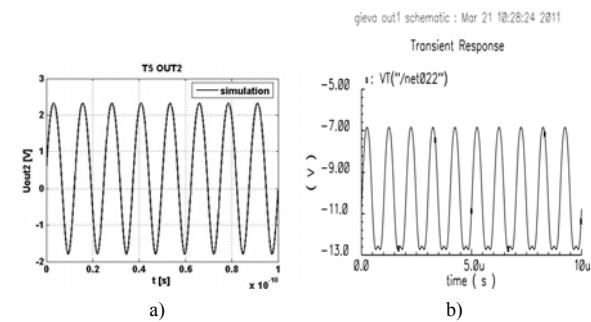 gieva out1 schematic : Mar 21 10:28:24 2011
Transient Response
T5 OUT2
simulation
Uout2 [V]
3
2
1
0
-1
-2
0
0.2
0.4
0.6
0.8
1
x 10⁻¹⁰
t [s]
a)
▮: VT("/net022")
-5.00
-7.00
-9.00
-11.0
-13.0
( V )
0.0
5.0u
10u
time ( s )
b)